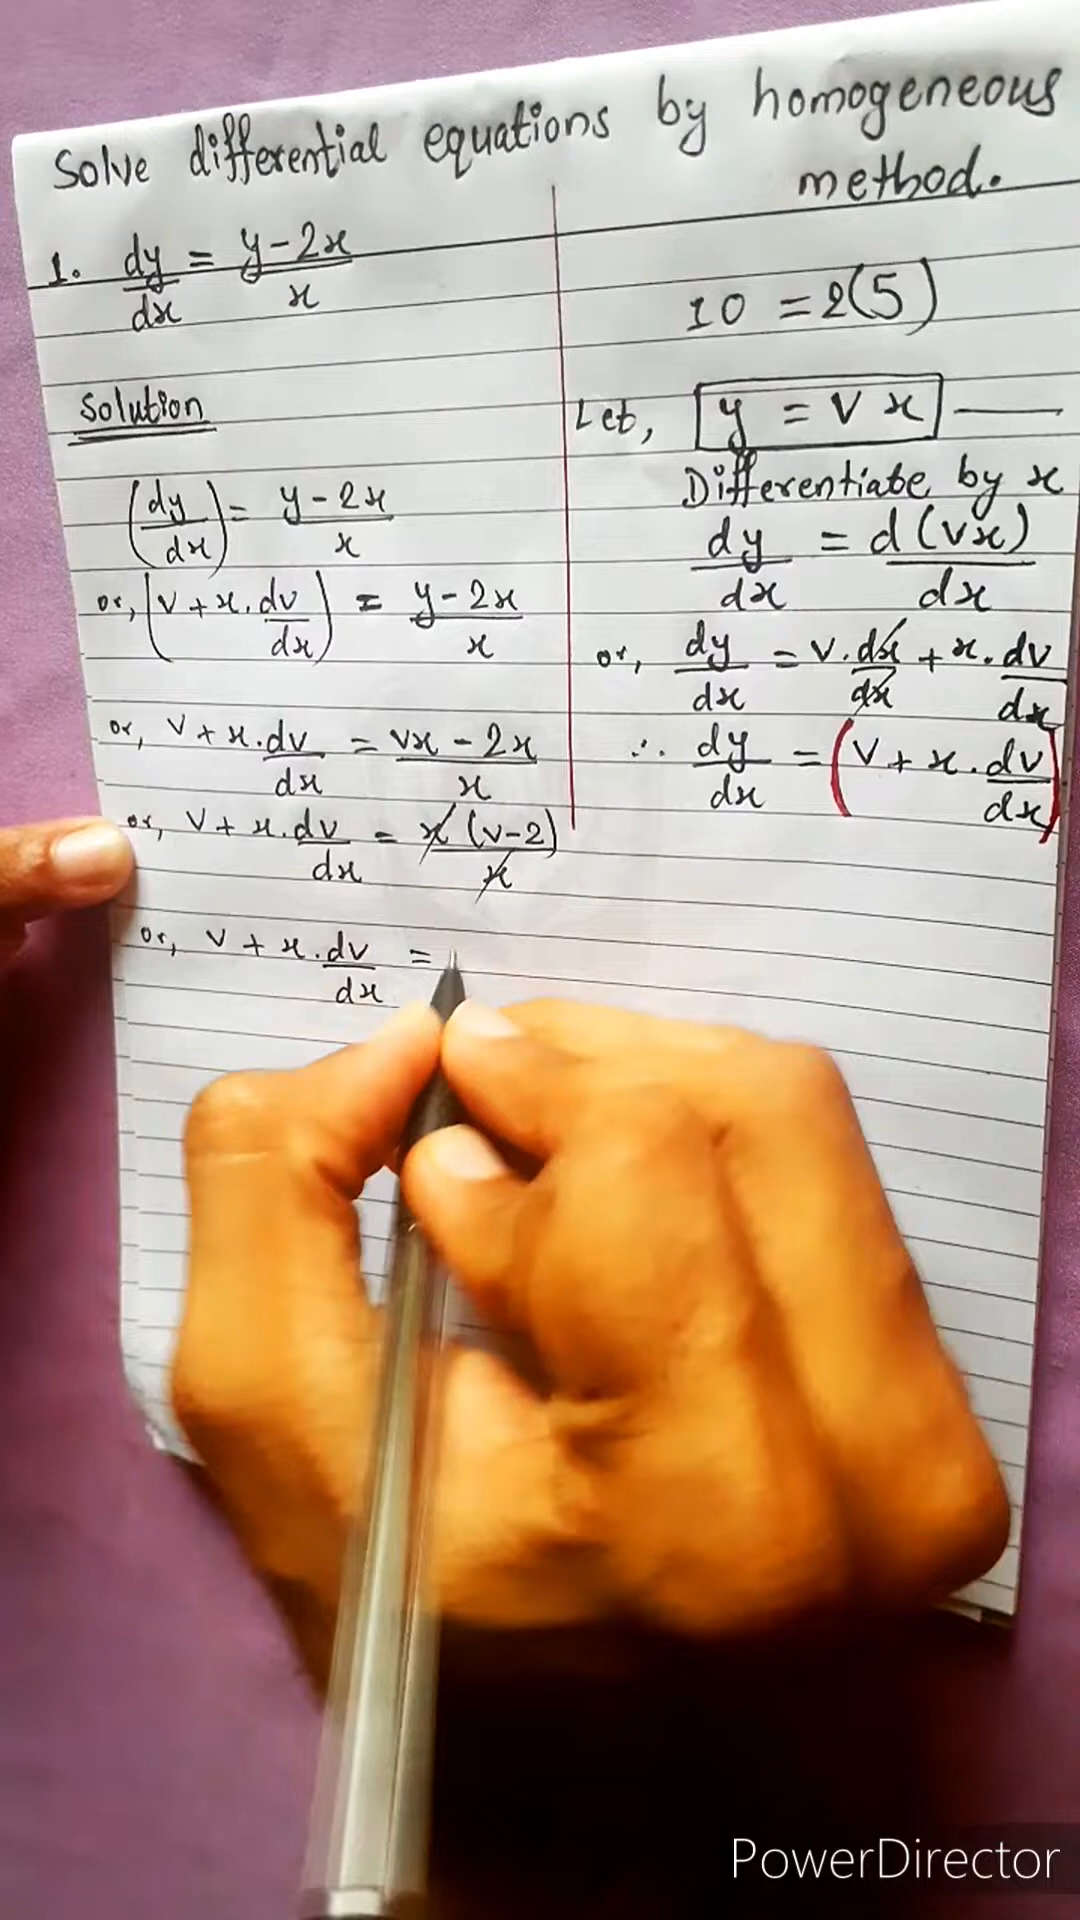 Solve differential equations by homogeneous
method.
1. dy/dx = y-2x/x
Solution
(dy/dx) = y-2x/x
or, (v+x.dv/dx) = y-2x/x
or, v+x.dv/dx = vx-2x/x
or, v+x.dv/dx = x(v-2)/x
or, v+x.dv/dx =
10 = 2(5)
Let, y = v x
Differentiate by x
dy/dx = d(vx)/dx
or, dy/dx = v.dx/dx + x.dv/dx
∴ dy/dx = (v+x.dv/dx)
PowerDirector